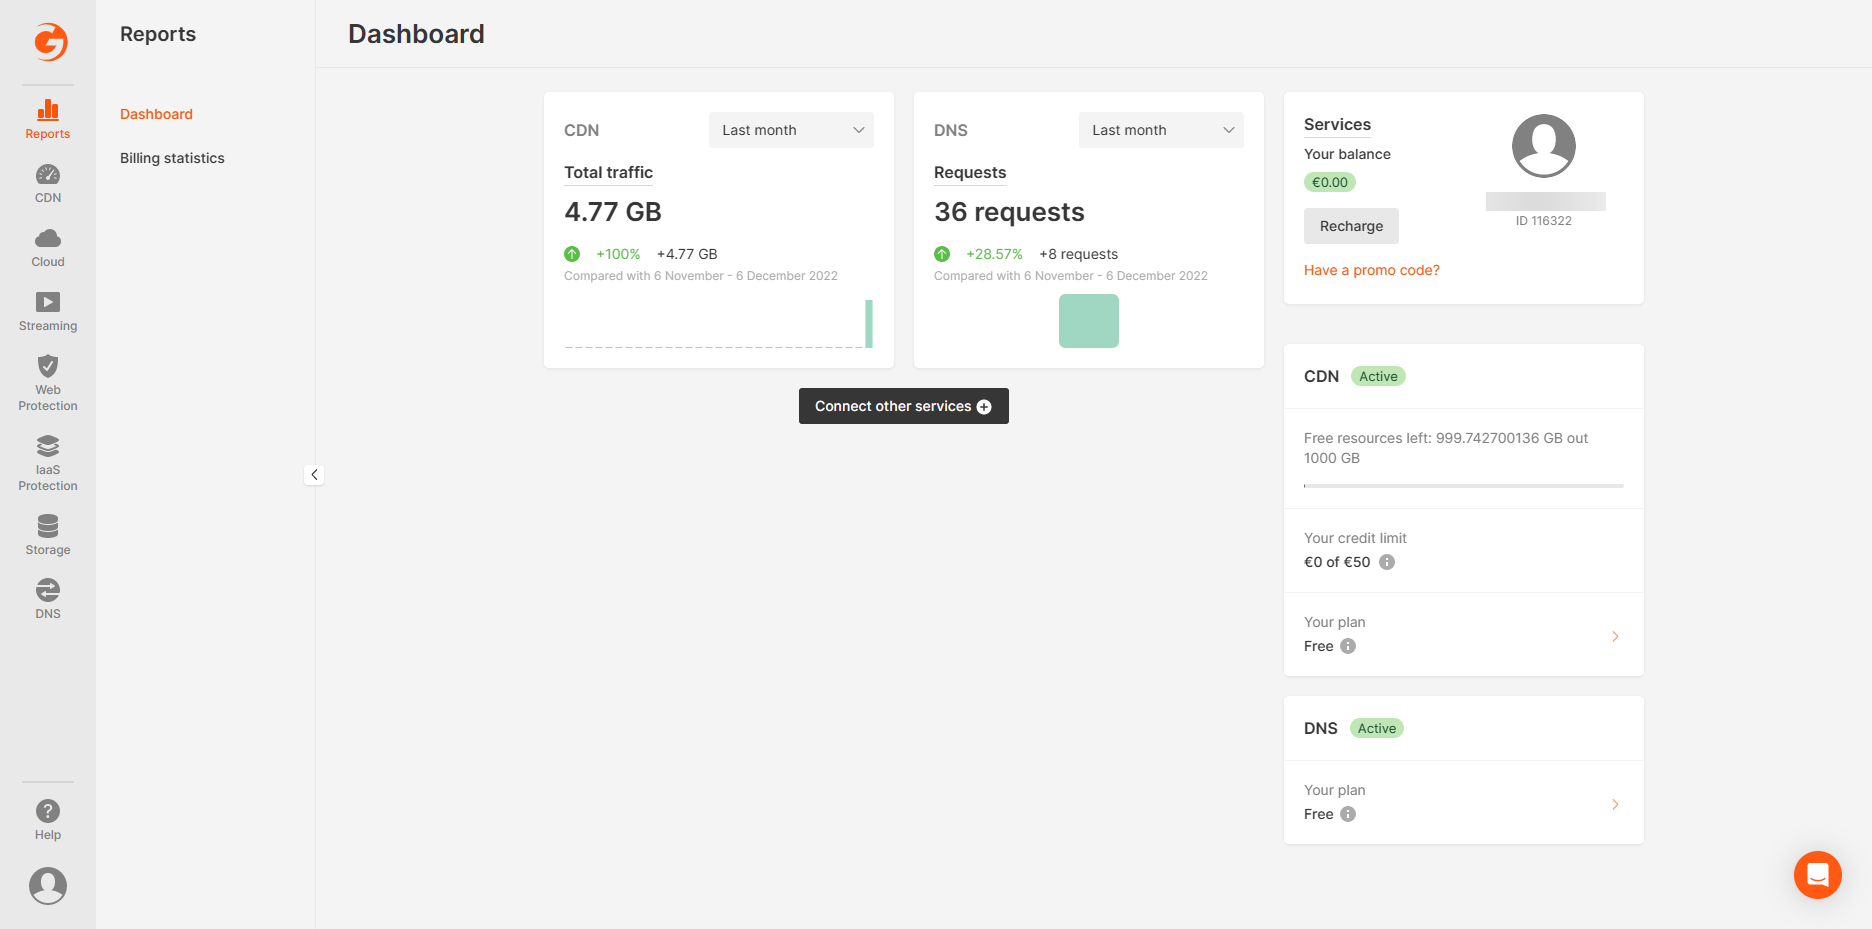 Reports
Dashboard
Billing statistics
Reports
CDN
Cloud
Streaming
Web
Protection
IaaS
Protection
Storage
DNS
Help
Dashboard
CDN
Last month
Total traffic
4.77 GB
+100% +4.77 GB
Compared with 6 November - 6 December 2022
DNS
Last month
Requests
36 requests
+28.57% +8 requests
Compared with 6 November - 6 December 2022
Connect other services
Services
Your balance
€0.00
Recharge
Have a promo code?
ID 116322
CDN Active
Free resources left: 999.742700136 GB out
1000 GB
Your credit limit
€0 of €50
Your plan
Free
DNS Active
Your plan
Free